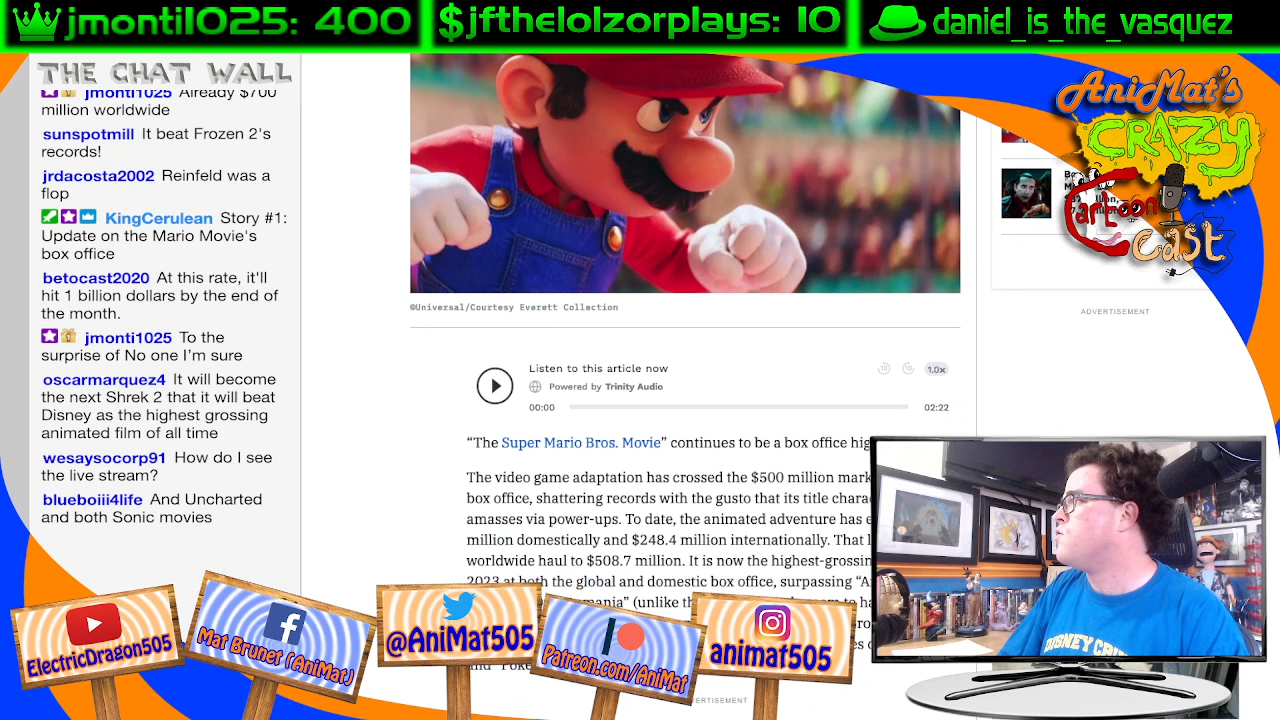 jmonti1025: 400
$jfthelolzorplays: 10
daniel_is_the_vasquez
THE CHAT WALL
jmonti1025 Already $700
million worldwide
sunspotmill It beat Frozen 2's
records!
jrdacosta2002 Reinfeld was a
flop
KingCerulean Story #1:
Update on the Mario Movie's
box office
betocast2020 At this rate, it'll
hit 1 billion dollars by the end of
the month.
jmonti1025 To the
surprise of No one I'm sure
oscarmarquez4 It will become
the next Shrek 2 that it will beat
Disney as the highest grossing
animated film of all time
wesaysocorp91 How do I see
the live stream?
blueboiii4life And Uncharted
and both Sonic movies
©Universal/Courtesy Everett Collection
Listen to this article now
Powered by Trinity Audio
1.0x
00:00
02:22
“The Super Mario Bros. Movie” continues to be a box office
The video game adaptation has crossed the $500 million
box office, shattering records with the gusto that its title
amasses via power-ups. To date, the animated adventure has
million domestically and $248.4 million internationally. That
worldwide haul to $508.7 million. It is now the
2023 at both the global and domestic box office, surpassing
(unlike
and
AniMat's
CRAZY
Cartoon
Cast
ADVERTISEMENT
DISNEY
ElectricDragon505
Mat Brunet (AniMat)
@AniMat505
Patreon.com/AniMat
animat505